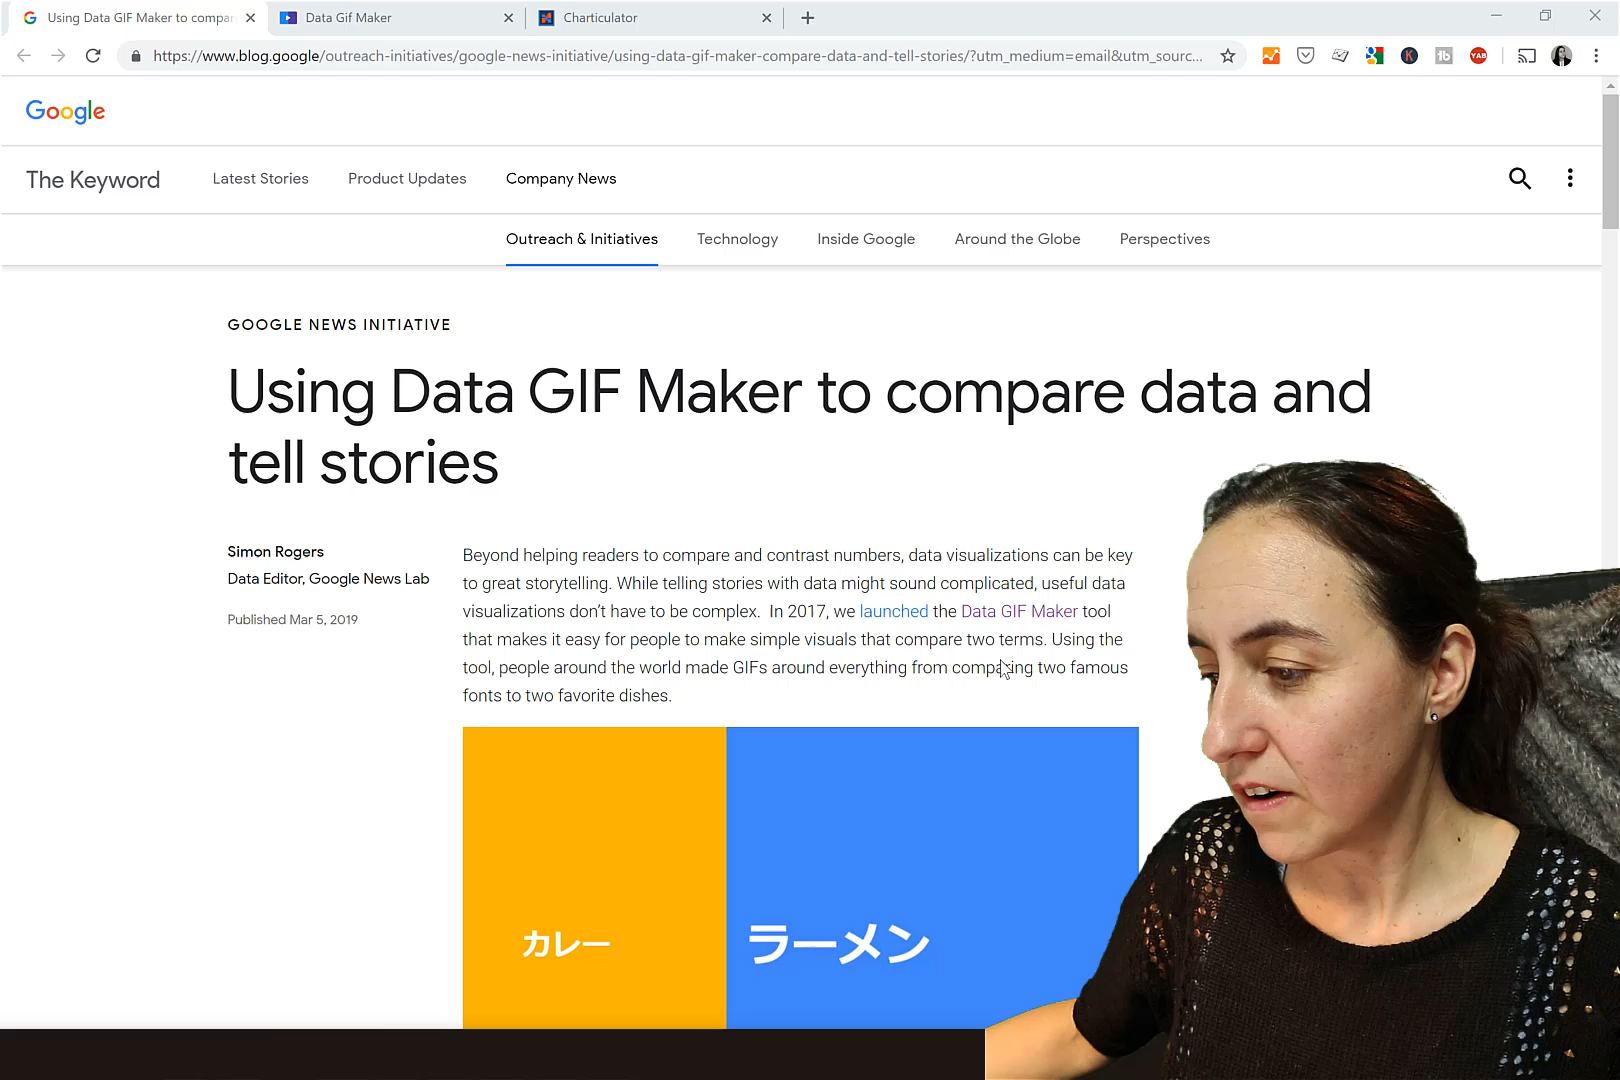 Using Data GIF Maker to compar
Data Gif Maker
Charticulator
https://www.blog.google/outreach-initiatives/google-news-initiative/using-data-gif-maker-compare-data-and-tell-stories/?utm_medium=email&utm_sourc...
K
tb
YAB
Google
The Keyword
Latest Stories
Product Updates
Company News
Outreach & Initiatives
Technology
Inside Google
Around the Globe
Perspectives
GOOGLE NEWS INITIATIVE
Using Data GIF Maker to compare data and
tell stories
Simon Rogers
Data Editor, Google News Lab
Published Mar 5, 2019
Beyond helping readers to compare and contrast numbers, data visualizations can be key
to great storytelling. While telling stories with data might sound complicated, useful data
visualizations don't have to be complex. In 2017, we launched the Data GIF Maker tool
that makes it easy for people to make simple visuals that compare two terms. Using the
tool, people around the world made GIFs around everything from comparing two famous
fonts to two favorite dishes.
カレー
ラーメン